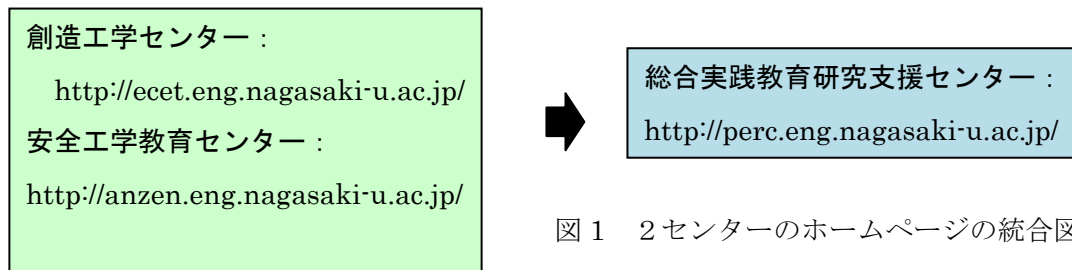 創造工学センター：
http://ecet.eng.nagasaki-u.ac.jp/
安全工学教育センター：
http://anzen.eng.nagasaki-u.ac.jp/
総合実践教育研究支援センター：
http://perc.eng.nagasaki-u.ac.jp/
図１　２センターのホームページの統合図